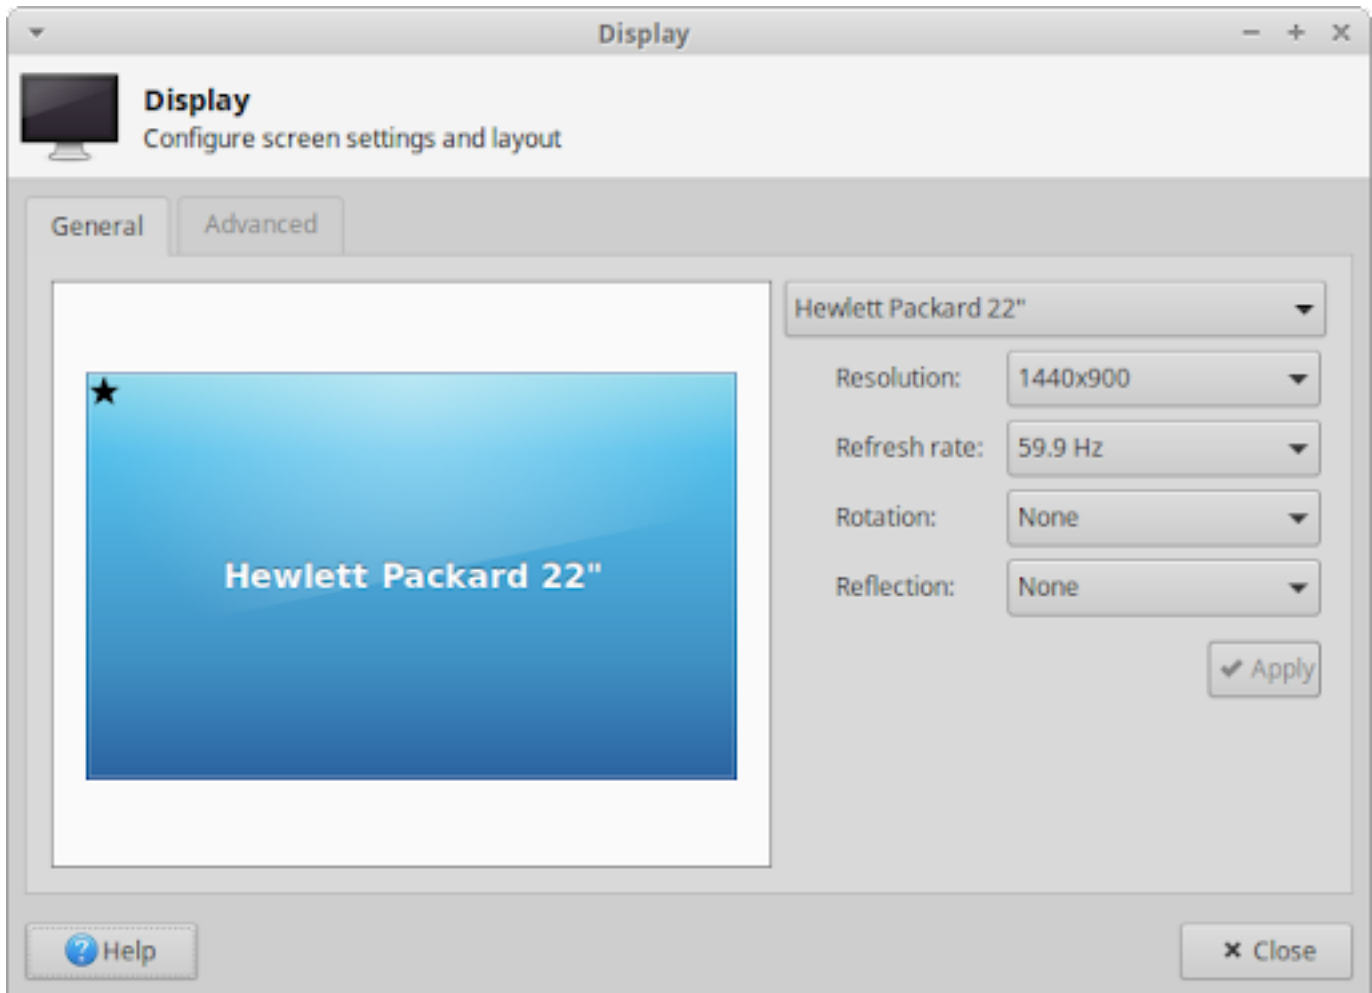 Display
Display
Configure screen settings and layout
General
Advanced
Hewlett Packard 22"
Hewlett Packard 22"
Resolution: 1440x900
Refresh rate: 59.9 Hz
Rotation: None
Reflection: None
Apply
Help
Close